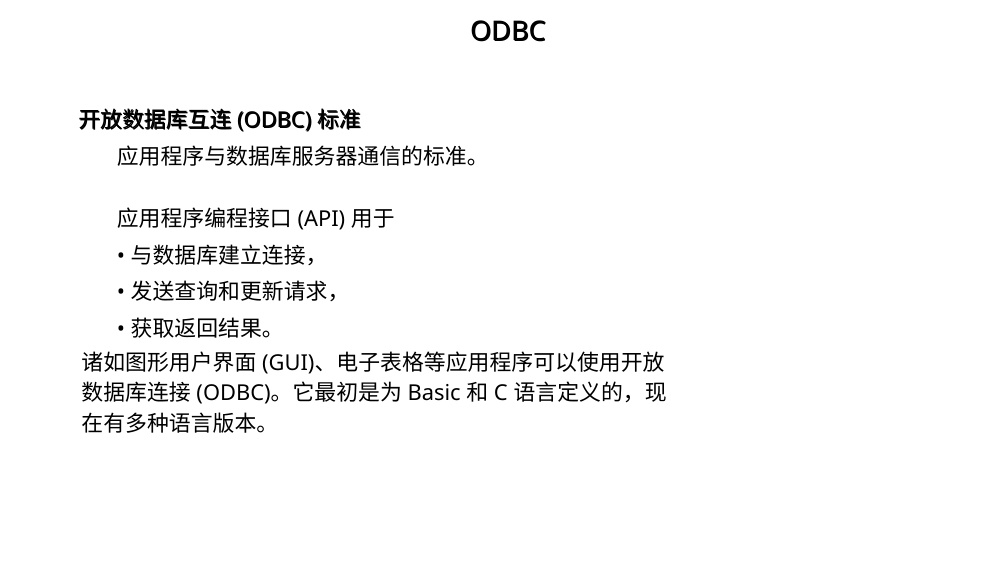 ODBC
开放数据库互连 (ODBC) 标准
应用程序与数据库服务器通信的标准。
应用程序编程接口 (API) 用于
• 与数据库建立连接，
• 发送查询和更新请求，
• 获取返回结果。
诸如图形用户界面 (GUI)、电子表格等应用程序可以使用开放
数据库连接 (ODBC)。它最初是为 Basic 和 C 语言定义的，现
在有多种语言版本。